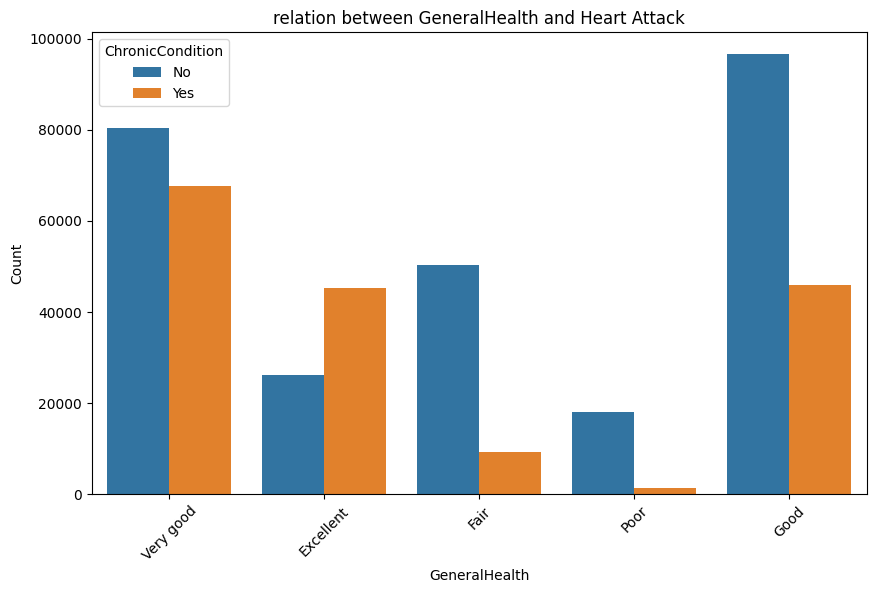 relation between GeneralHealth and Heart Attack
ChronicCondition
No
Yes
Count
100000
80000
60000
40000
20000
0
Very good
Excellent
Fair
Poor
Good
GeneralHealth